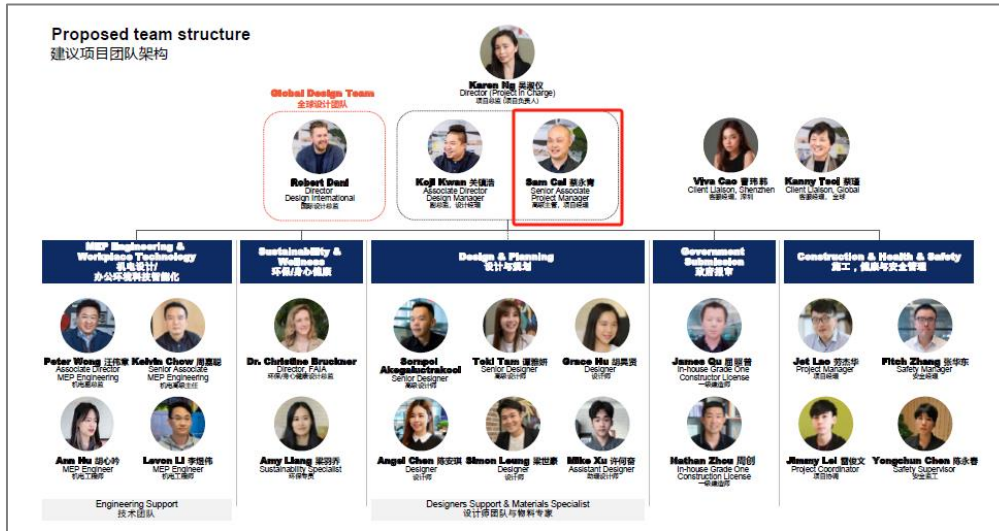 Proposed team structure
建议项目团队架构
Karen Ng 吴淑仪
Director (Project in Charge)
项目总监 (项目负责人)
Global Design Team
全球设计团队
Robert Dani
Director
Design International
国际设计总监
Koji Kwan 关镇浩
Associate Director
Design Manager
副总监、设计经理
Sam Cai 蔡永青
Senior Associate
Project Manager
高级主管、项目经理
Viva Cao 曹玮韩
Client Liaison, Shenzhen
客服经理、深圳
Kanny Tsoi 蔡瑾
Client Liaison, Global
客服经理、全球
MEP Engineering &
Workplace Technology
机电设计/
办公环境科技智能化
Peter Wong 汪伟章
Associate Director
MEP Engineering
机电副总监
Kelvin Chow 周嘉聪
Senior Associate
MEP Engineering
机电高级主任
Ann Hu 胡心吟
MEP Engineer
机电工程师
Levon Li 李煜伟
MEP Engineer
机电工程师
Engineering Support
技术团队
Sustainability &
Wellness
环保/身心健康
Dr. Christine Bruckner
Director, FAIA
环保/身心健康设计总监
Amy Liang 梁羽乔
Sustainability Specialist
环保专员
Design & Planning
设计与规划
Sornpol
Senior Designer
高级设计师
Toki Tam 谭雅妍
Senior Designer
高级设计师
Grace Hu 胡昊贤
Designer
设计师
Angel Chen 陈安琪
Designer
设计师
Simon Leung 梁世豪
Designer
设计师
Mike Xu 许何奋
Assistant Designer
助理设计师
Designers Support & Materials Specialist
设计师团队与物料专家
Government
Submission
政府报审
James Qu 屈晓普
In-house Grade One
Constructor License
一级建造师
Nathan Zhou 周创
In-house Grade One
Construction License
一级建造师
Construction & Health & Safety
施工，健康与安全管理
Jet Lao 劳杰华
Project Manager
项目经理
Fitch Zhang 张华东
Safety Manager
安全经理
Jimmy Lei 雷俊文
Project Coordinator
项目协调
Yongchun Chen 陈永春
Safety Supervisor
安全监工